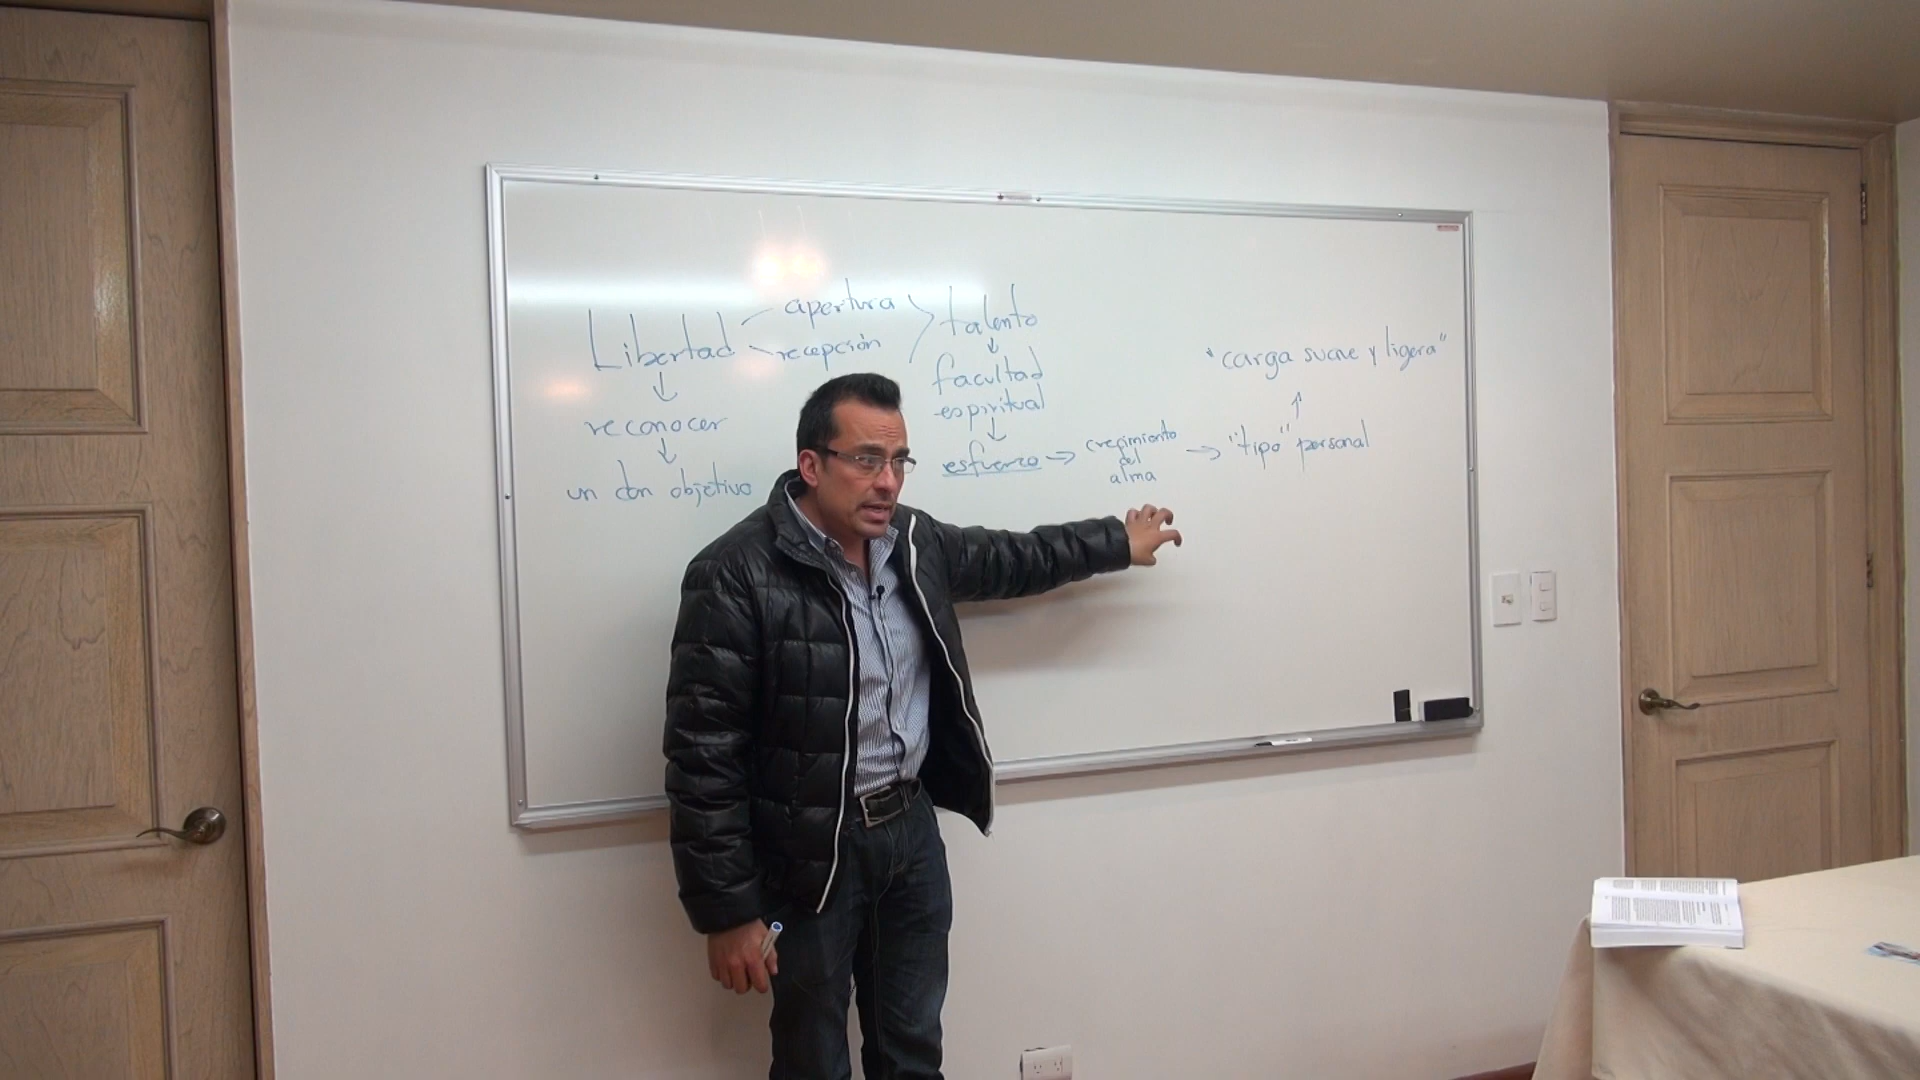 Libertad
apertura
recepción
reconocer
un don objetivo
talento
facultad
espiritual
esfuerzo
crecimiento
del
alma
"tipo" personal
"carga suave y ligera"